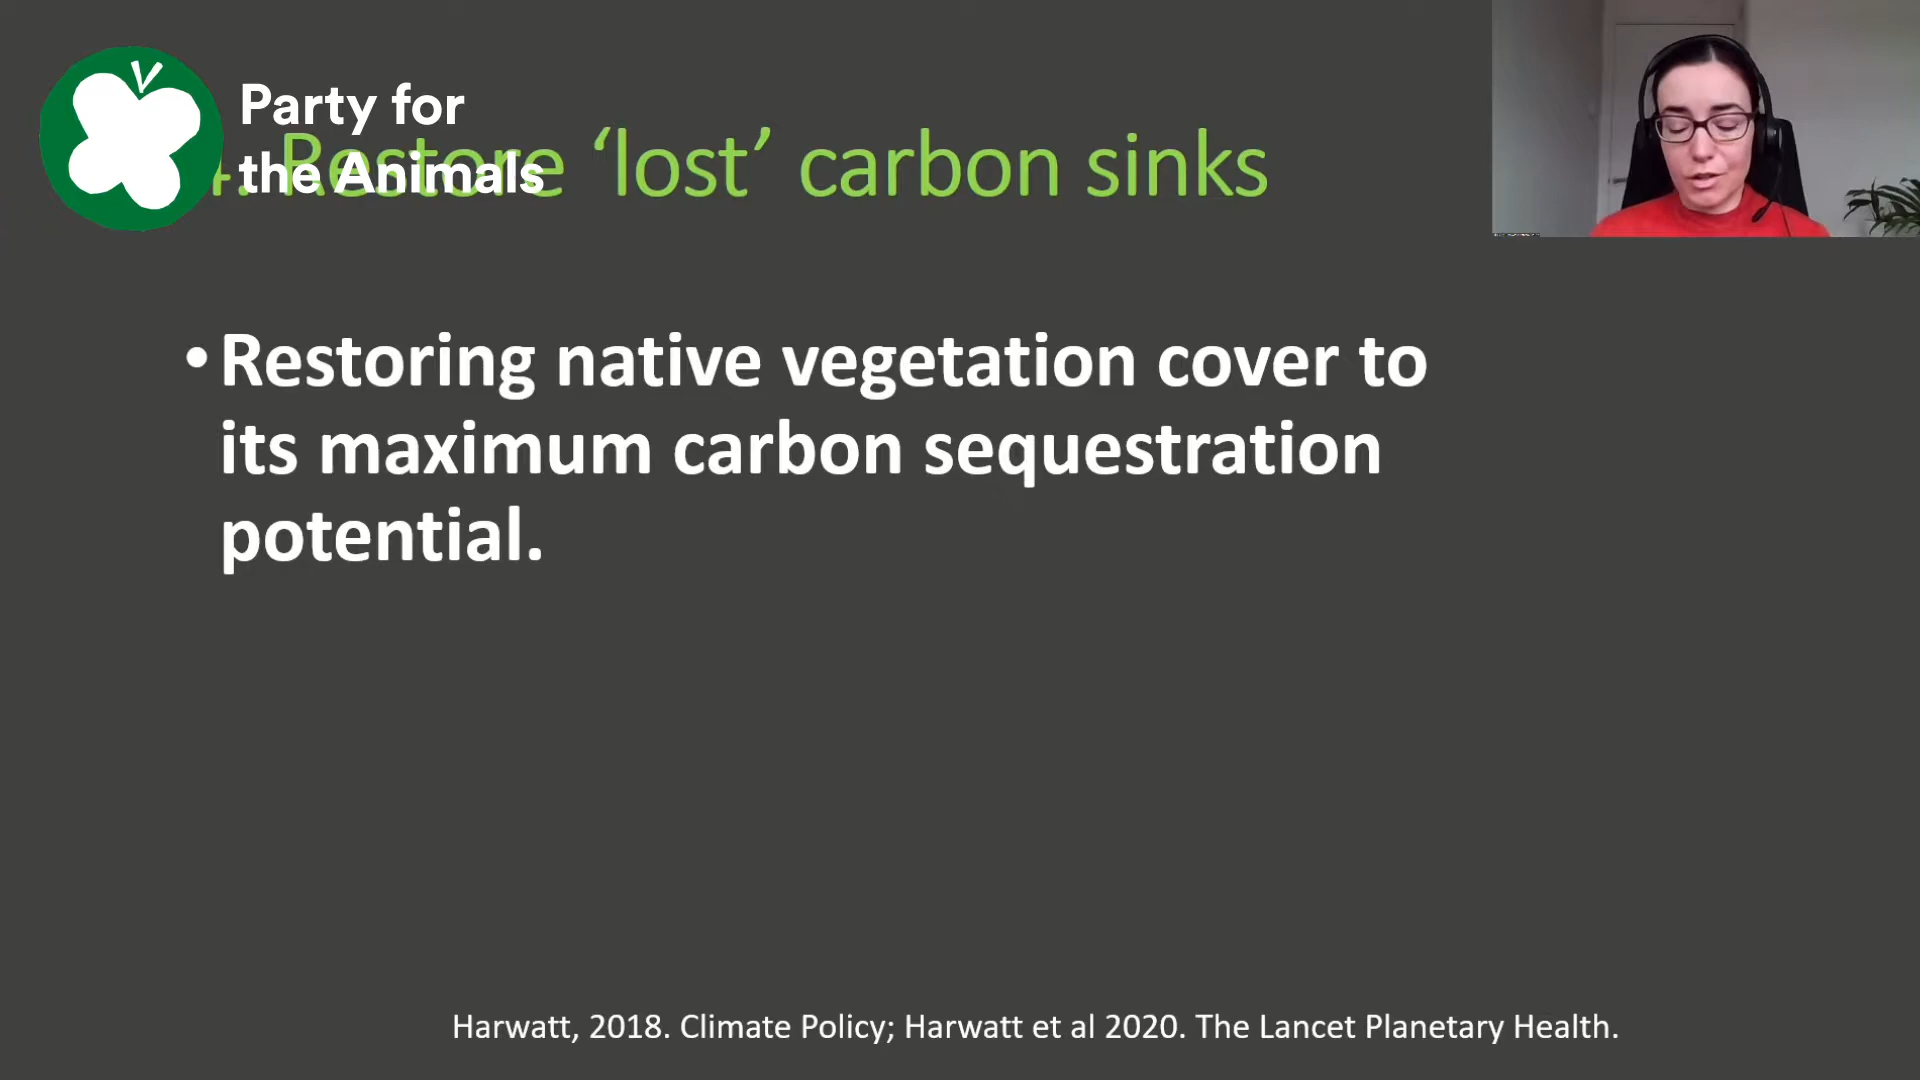 Party for
the Animals
4. Restore ‘lost’ carbon sinks
• Restoring native vegetation cover to
its maximum carbon sequestration
potential.
Harwatt, 2018. Climate Policy; Harwatt et al 2020. The Lancet Planetary Health.